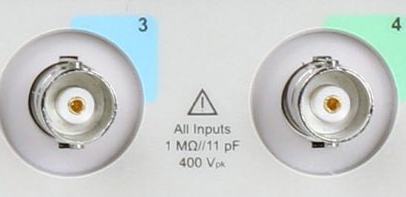 3
4
All Inputs
1 MΩ//11 pF
400 Vpk